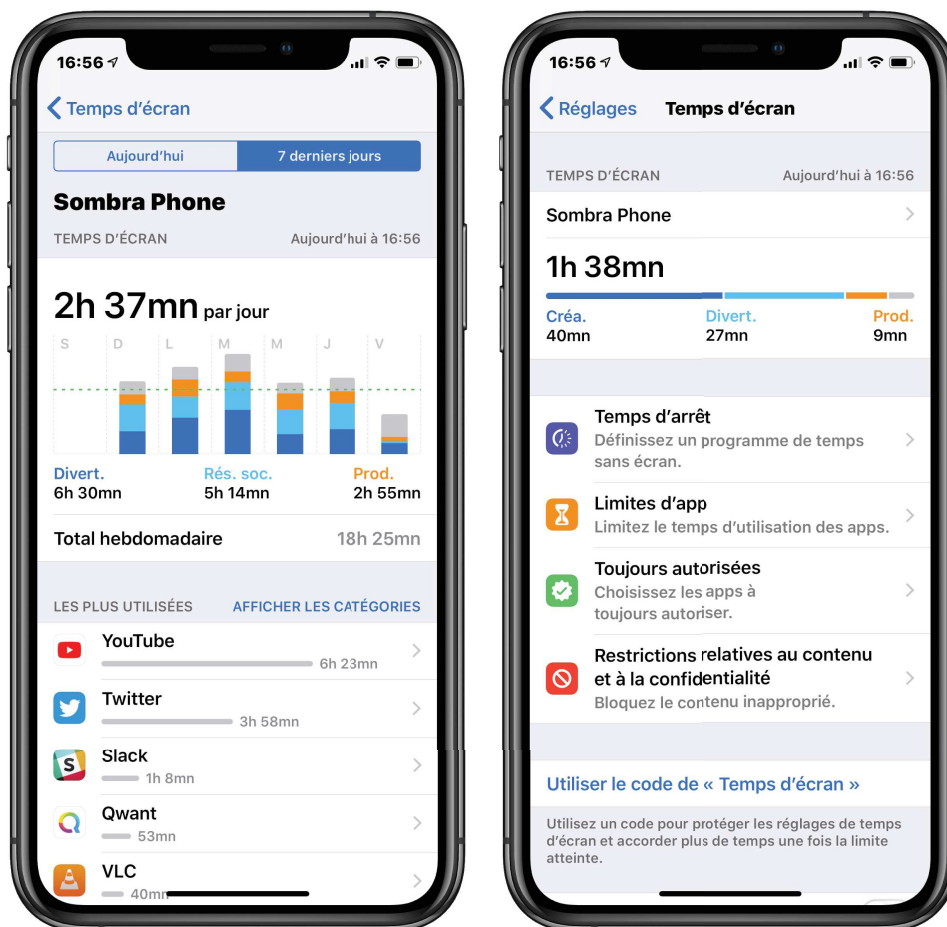 16:56
Temps d'écran
Aujourd'hui
7 derniers jours
Sombra Phone
TEMPS D'ÉCRAN
Aujourd'hui à 16:56
2h 37mn par jour
S D L M M J V
Divert. Rés. soc. Prod.
6h 30mn 5h 14mn 2h 55mn
Total hebdomadaire 18h 25mn
LES PLUS UTILISÉES AFFICHER LES CATÉGORIES
YouTube
6h 23mn
Twitter
3h 58mn
Slack
1h 8mn
Qwant
53mn
VLC
40mn
16:56
Réglages Temps d'écran
TEMPS D'ÉCRAN Aujourd'hui à 16:56
Sombra Phone
1h 38mn
Créa. Divert. Prod.
40mn 27mn 9mn
Temps d'arrêt
Définissez un programme de temps
sans écran.
Limites d'app
Limitez le temps d'utilisation des apps.
Toujours autorisées
Choisissez les apps à
toujours autoriser.
Restrictions relatives au contenu
et à la confidentialité
Bloquez le contenu inapproprié.
Utiliser le code de « Temps d'écran »
Utilisez un code pour protéger les réglages de temps
d'écran et accorder plus de temps une fois la limite
atteinte.